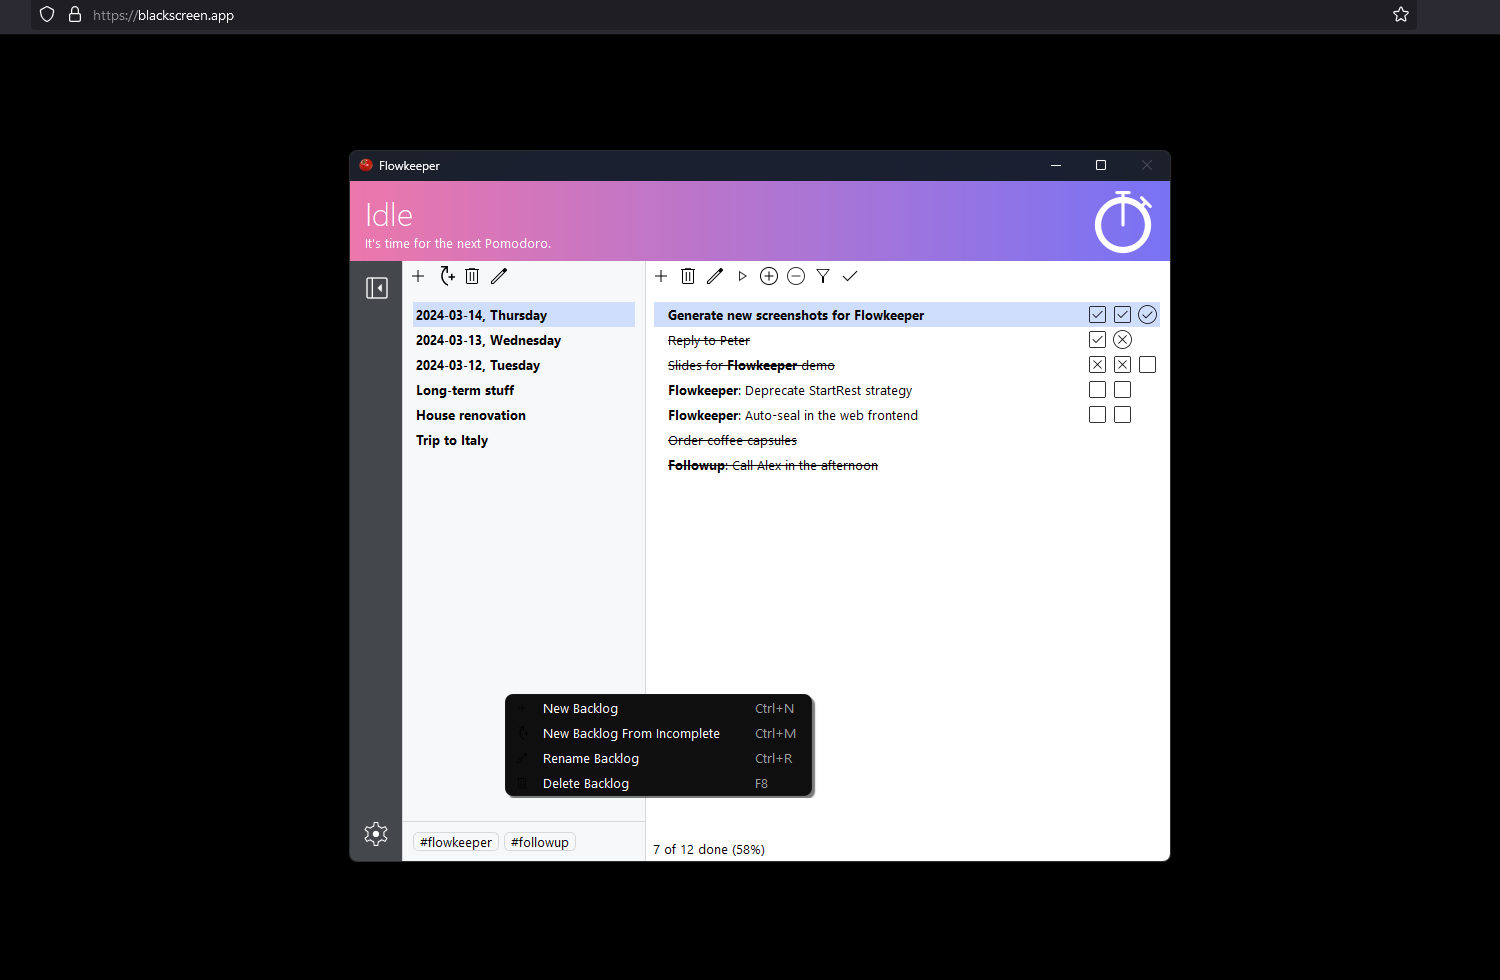 https://blackscreen.app
Flowkeeper
Idle
It's time for the next Pomodoro.
2024-03-14, Thursday
2024-03-13, Wednesday
2024-03-12, Tuesday
Long-term stuff
House renovation
Trip to Italy
Generate new screenshots for Flowkeeper
Reply to Peter
Slides for Flowkeeper demo
Flowkeeper: Deprecate StartRest strategy
Flowkeeper: Auto-seal in the web frontend
Order coffee capsules
Followup: Call Alex in the afternoon
New Backlog Ctrl+N
New Backlog From Incomplete Ctrl+M
Rename Backlog Ctrl+R
Delete Backlog F8
#flowkeeper #followup
7 of 12 done (58%)